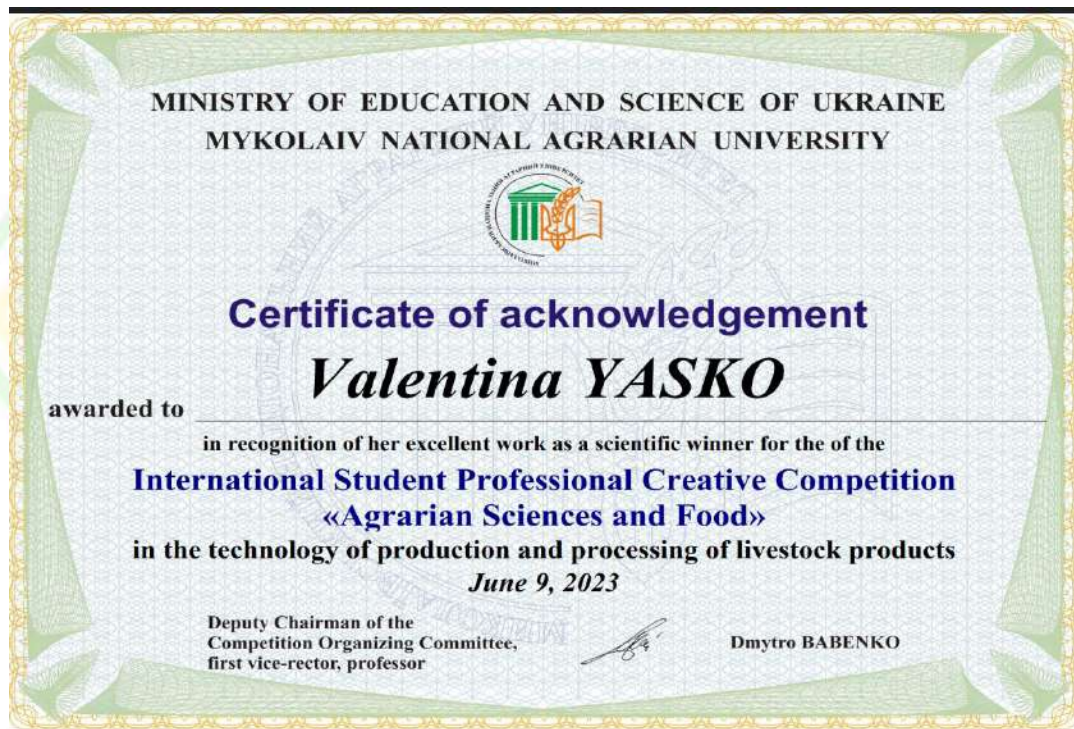 MINISTRY OF EDUCATION AND SCIENCE OF UKRAINE
MYKOLAIV NATIONAL AGRARIAN UNIVERSITY
Certificate of acknowledgement
Valentina YASKO
awarded to
in recognition of her excellent work as a scientific winner for the of the
International Student Professional Creative Competition
«Agrarian Sciences and Food»
in the technology of production and processing of livestock products
June 9, 2023
Deputy Chairman of the
Competition Organizing Committee,
first vice-rector, professor
Dmytro BABENKO